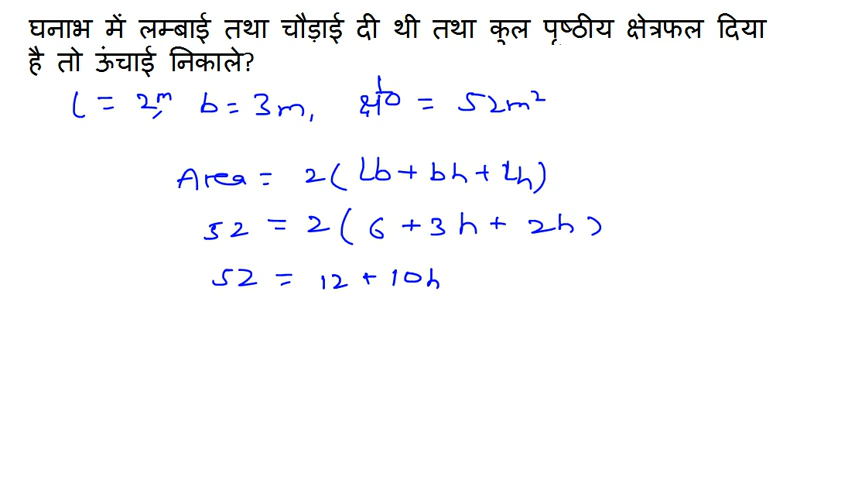 घनाभ में लम्बाई तथा चौड़ाई दी थी तथा कुल पृष्ठीय क्षेत्रफल दिया
है तो ऊंचाई निकाले?
l = 2m, b = 3m, क्षे० = 52m²
Area = 2(lb + bh + lh)
52 = 2(6 + 3h + 2h)
52 = 12 + 10h